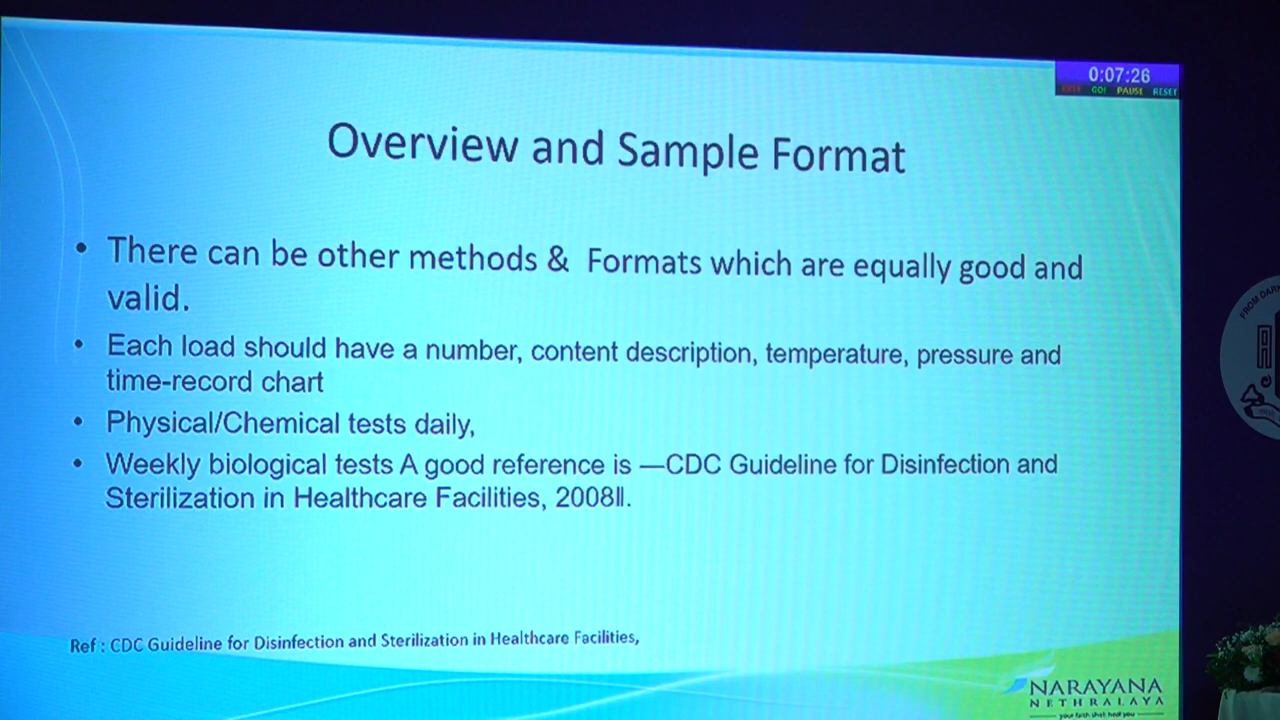 0:07:26
EXIT GO! PAUSE RESET
Overview and Sample Format
• There can be other methods & Formats which are equally good and
valid.
• Each load should have a number, content description, temperature, pressure and
time-record chart
• Physical/Chemical tests daily,
• Weekly biological tests A good reference is ―CDC Guideline for Disinfection and
Sterilization in Healthcare Facilities, 2008‖.
Ref : CDC Guideline for Disinfection and Sterilization in Healthcare Facilities,
NARAYANA
NETHRALAYA
your faith shall heal you
FROM DARK